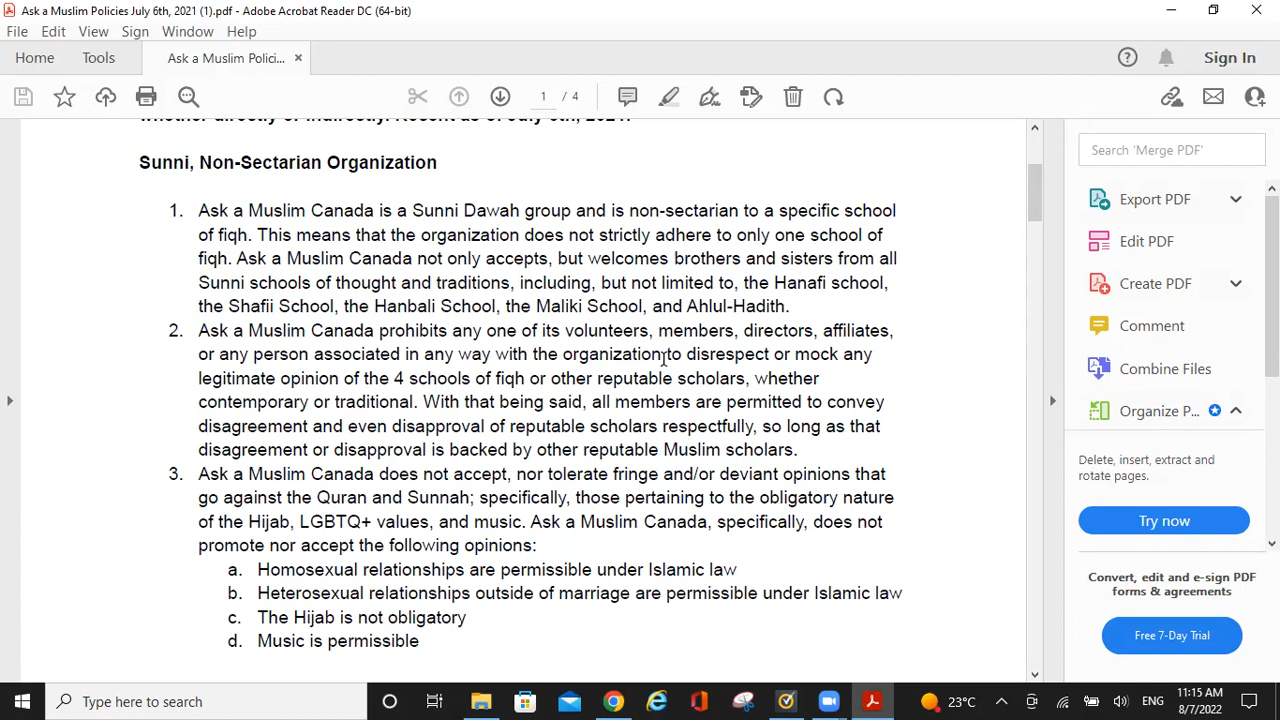 Ask a Muslim Policies July 6th, 2021 (1).pdf - Adobe Acrobat Reader DC (64-bit)
File Edit View Sign Window Help
Home Tools Ask a Muslim Polici... × Sign In
1 / 4
whether directly or indirectly. Recent as of July 6th, 2021.
Sunni, Non-Sectarian Organization
1. Ask a Muslim Canada is a Sunni Dawah group and is non-sectarian to a specific school
of fiqh. This means that the organization does not strictly adhere to only one school of
fiqh. Ask a Muslim Canada not only accepts, but welcomes brothers and sisters from all
Sunni schools of thought and traditions, including, but not limited to, the Hanafi school,
the Shafii School, the Hanbali School, the Maliki School, and Ahlul-Hadith.
2. Ask a Muslim Canada prohibits any one of its volunteers, members, directors, affiliates,
or any person associated in any way with the organization to disrespect or mock any
legitimate opinion of the 4 schools of fiqh or other reputable scholars, whether
contemporary or traditional. With that being said, all members are permitted to convey
disagreement and even disapproval of reputable scholars respectfully, so long as that
disagreement or disapproval is backed by other reputable Muslim scholars.
3. Ask a Muslim Canada does not accept, nor tolerate fringe and/or deviant opinions that
go against the Quran and Sunnah; specifically, those pertaining to the obligatory nature
of the Hijab, LGBTQ+ values, and music. Ask a Muslim Canada, specifically, does not
promote nor accept the following opinions:
a. Homosexual relationships are permissible under Islamic law
b. Heterosexual relationships outside of marriage are permissible under Islamic law
c. The Hijab is not obligatory
d. Music is permissible
Search 'Merge PDF'
Export PDF
Edit PDF
Create PDF
Comment
Combine Files
Organize P...
Delete, insert, extract and
rotate pages.
Try now
Convert, edit and e-sign PDF
forms & agreements
Free 7-Day Trial
Type here to search
23°C
ENG
11:15 AM
8/7/2022